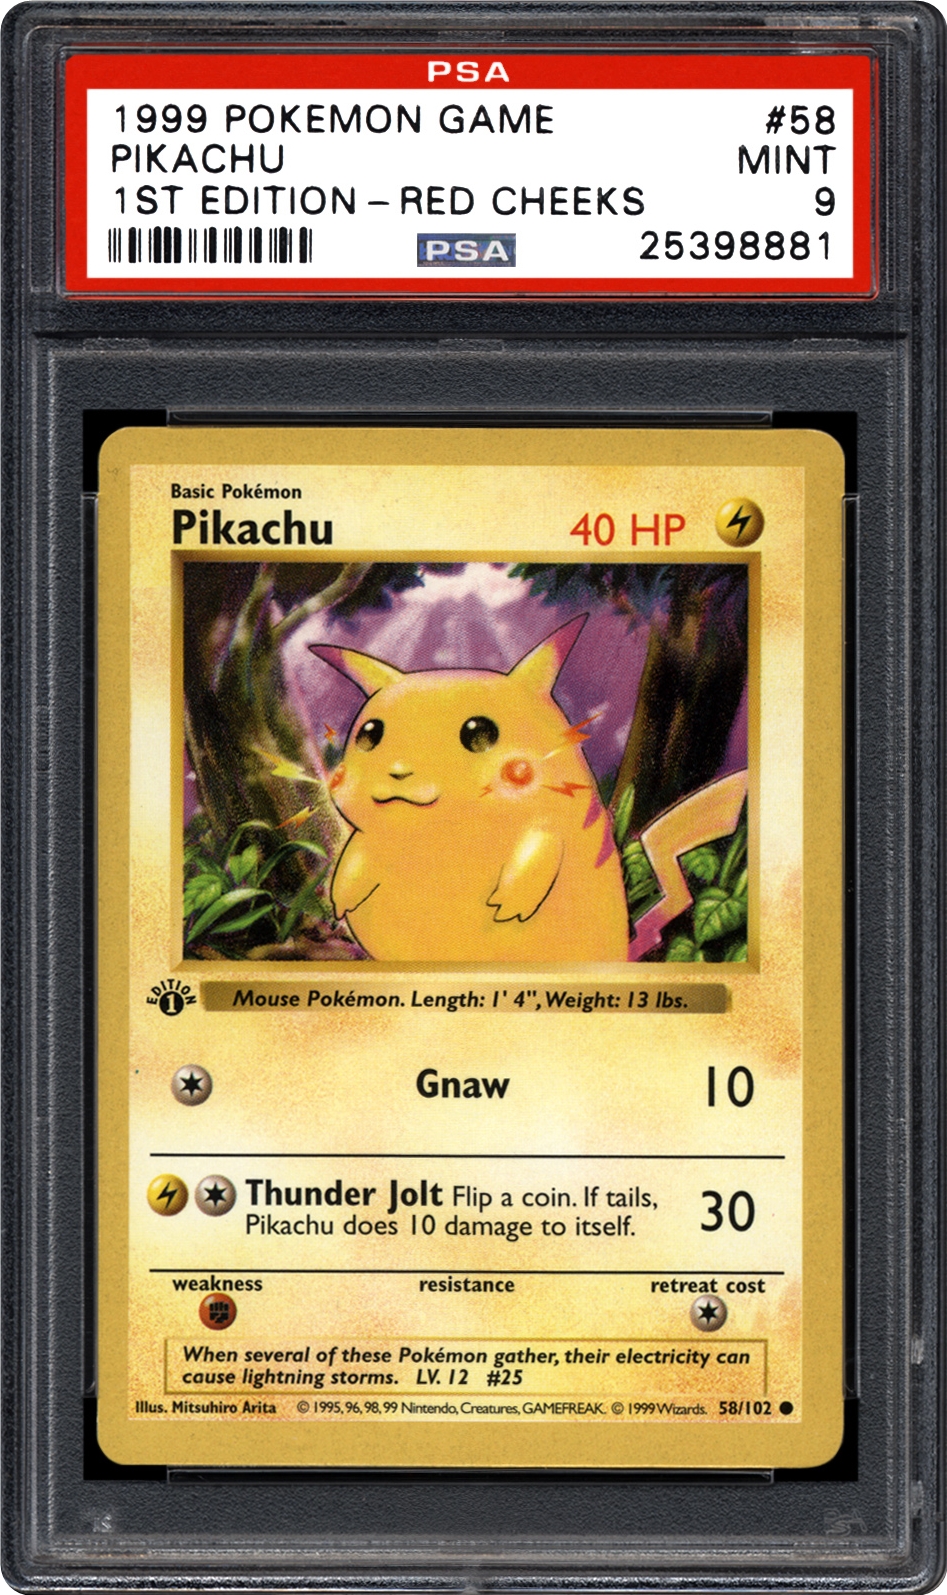 PSA
1999 POKEMON GAME #58
PIKACHU MINT
1ST EDITION – RED CHEEKS 9
PSA 25398881
Basic Pokémon
Pikachu 40 HP
EDITION
1
Mouse Pokémon. Length: 1' 4", Weight: 13 lbs.
Gnaw 10
Thunder Jolt Flip a coin. If tails,
Pikachu does 10 damage to itself. 30
weakness resistance retreat cost
When several of these Pokémon gather, their electricity can
cause lightning storms. LV. 12 #25
Illus. Mitsuhiro Arita © 1995, 96, 98, 99 Nintendo, Creatures, GAMEFREAK. © 1999 Wizards. 58/102